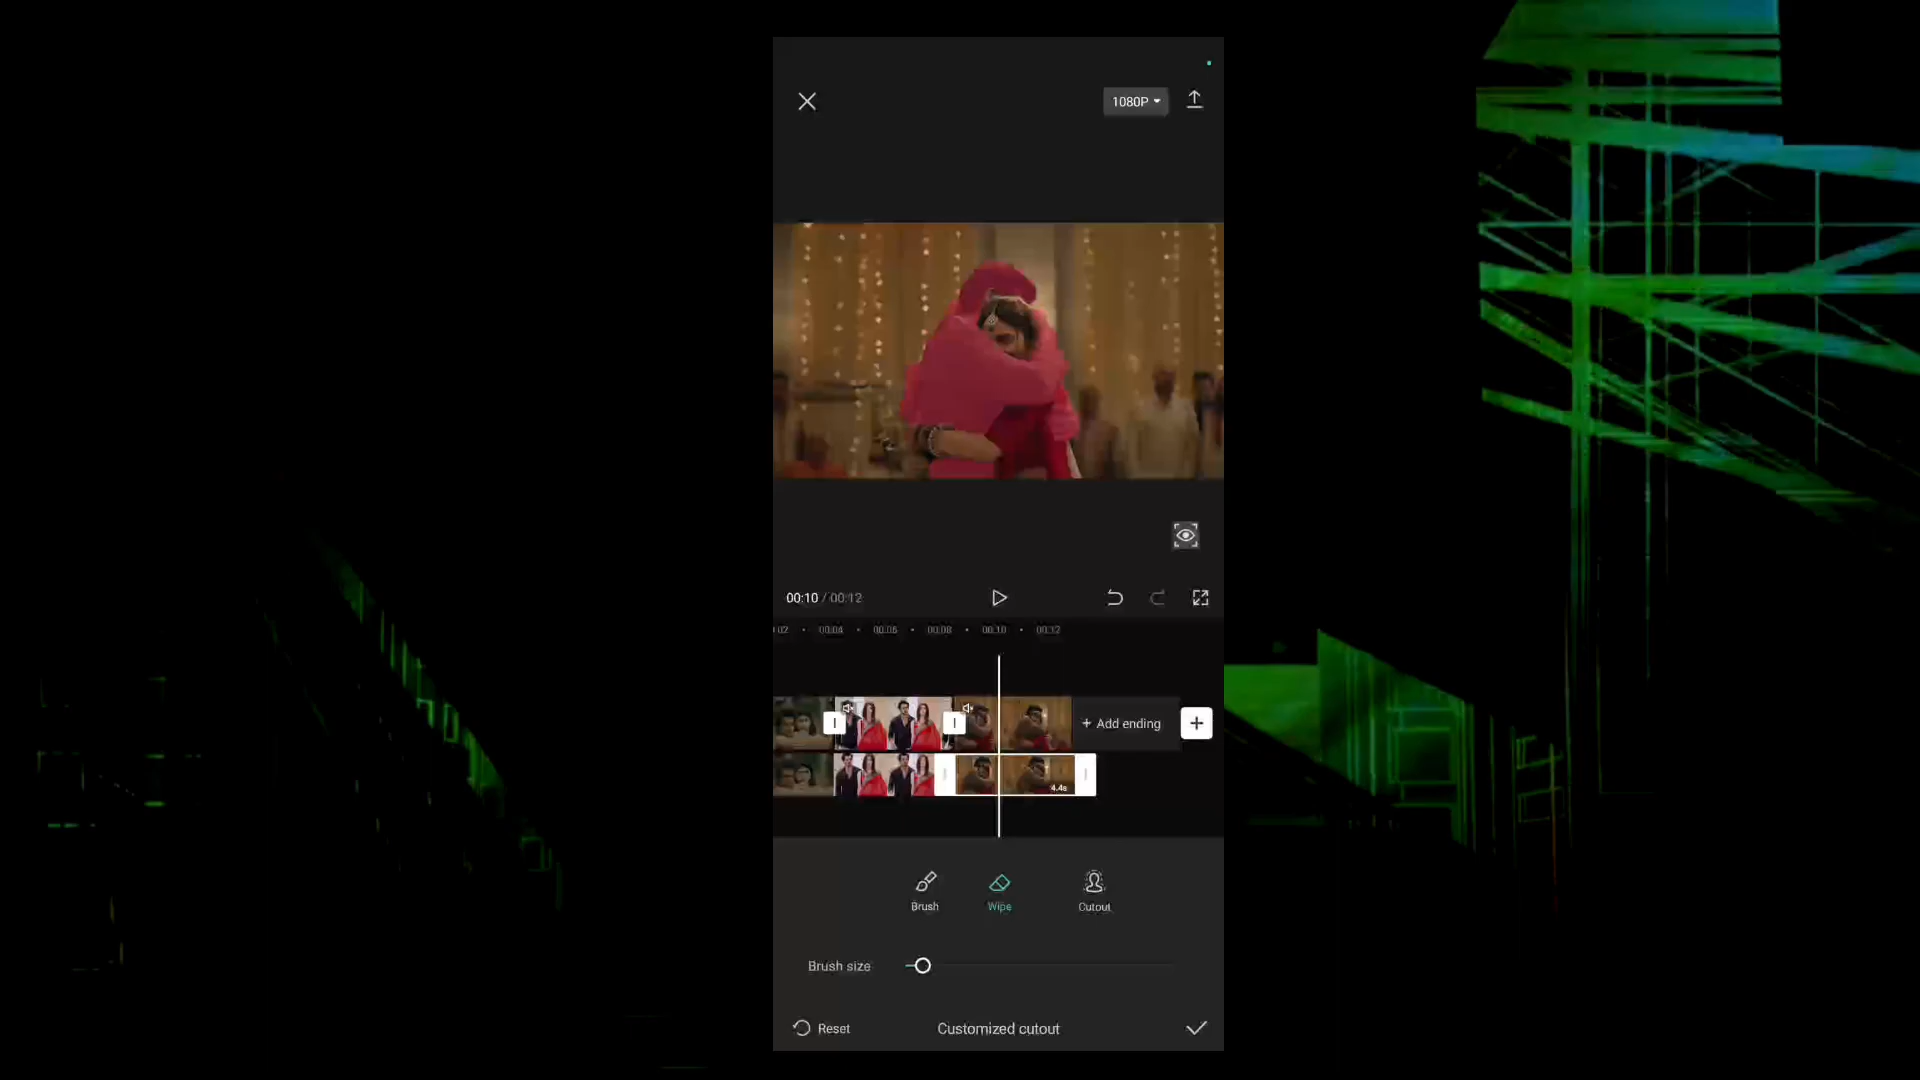 1080P
00:10 / 00:12
02 · 00:04 · 00:06 · 00:08 · 00:10 · 00:12
+ Add ending
4.4s
Brush
Wipe
Cutout
Brush size
Reset
Customized cutout